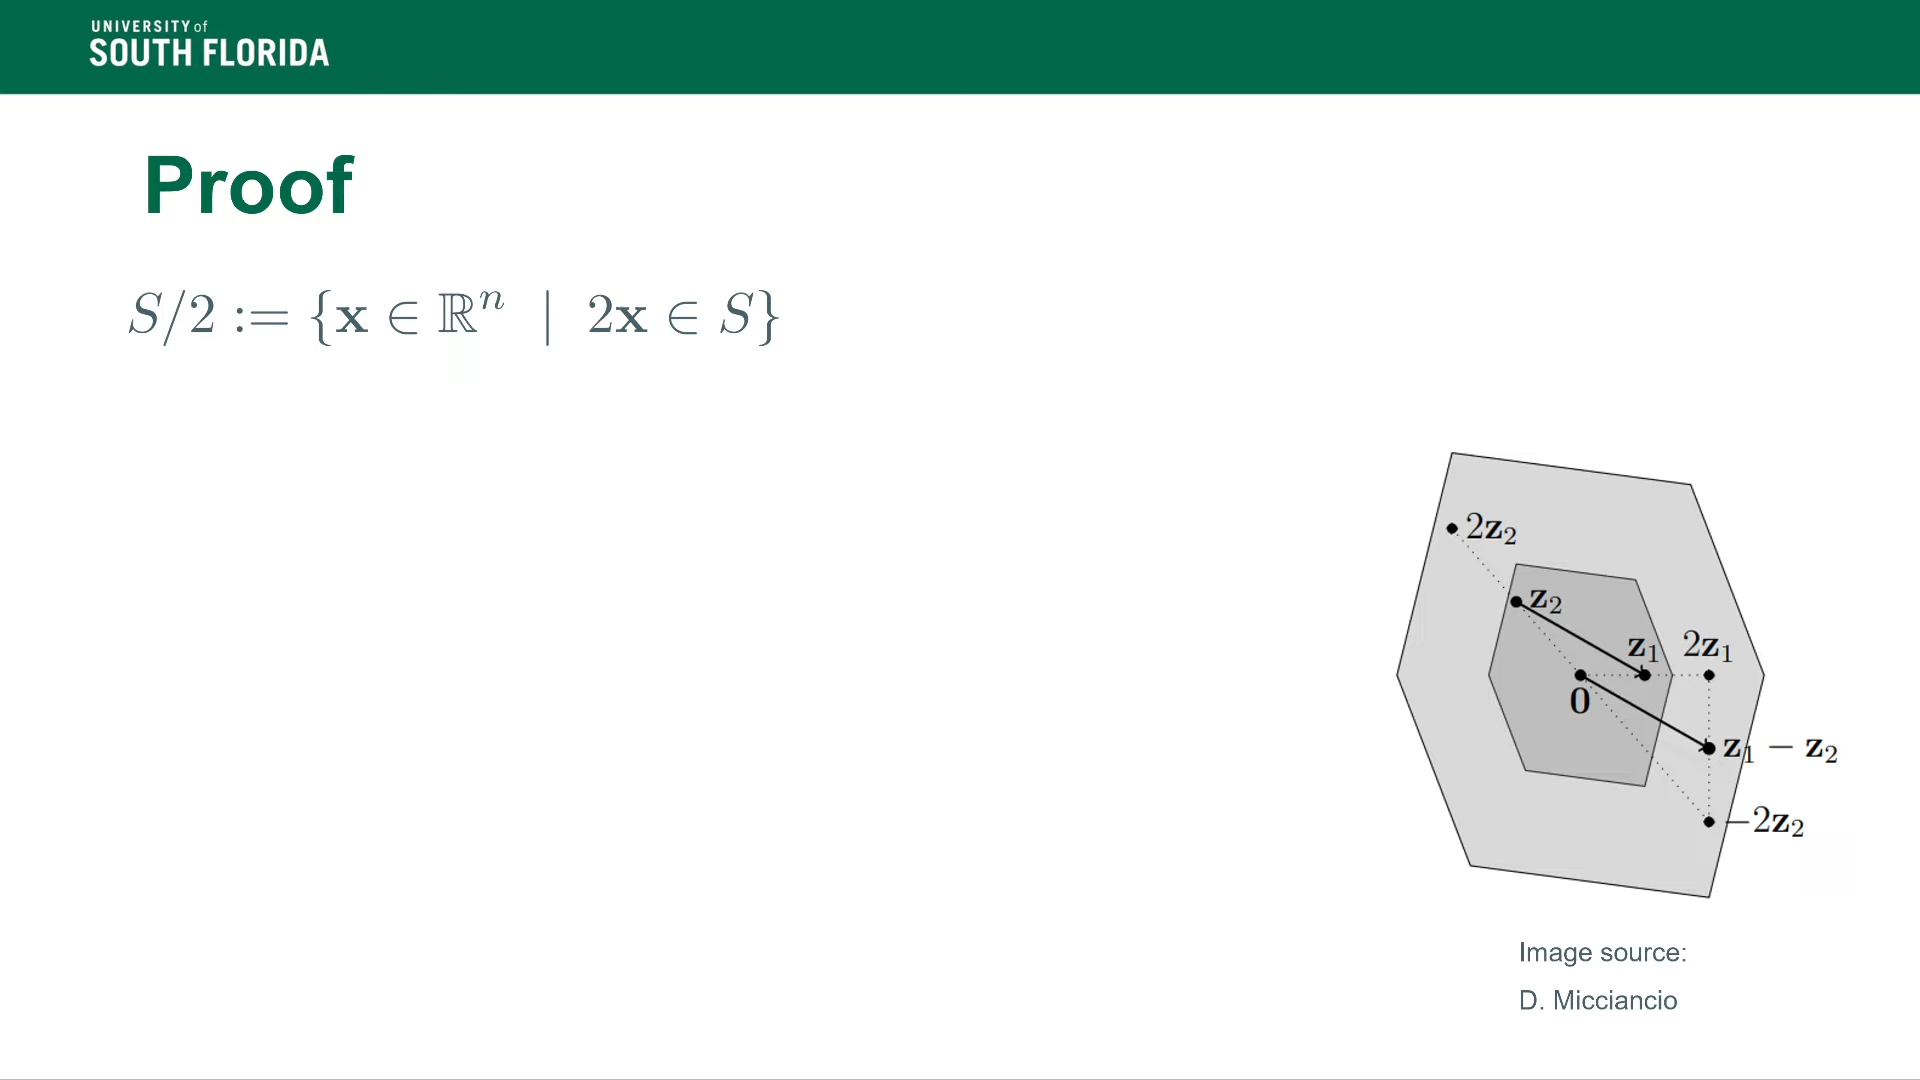 UNIVERSITY of
SOUTH FLORIDA
Proof
S/2 := {𝐱 ∈ ℝⁿ | 2𝐱 ∈ S}
2𝐳₂
𝐳₂
𝐳₁ 2𝐳₁
𝟎
𝐳₁ − 𝐳₂
−2𝐳₂
Image source:
D. Micciancio